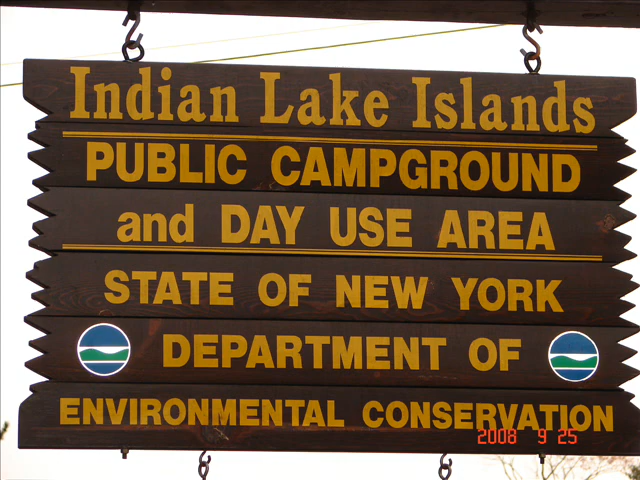 Indian Lake Islands
PUBLIC CAMPGROUND
and DAY USE AREA
STATE OF NEW YORK
DEPARTMENT OF
ENVIRONMENTAL CONSERVATION
2008 9 25